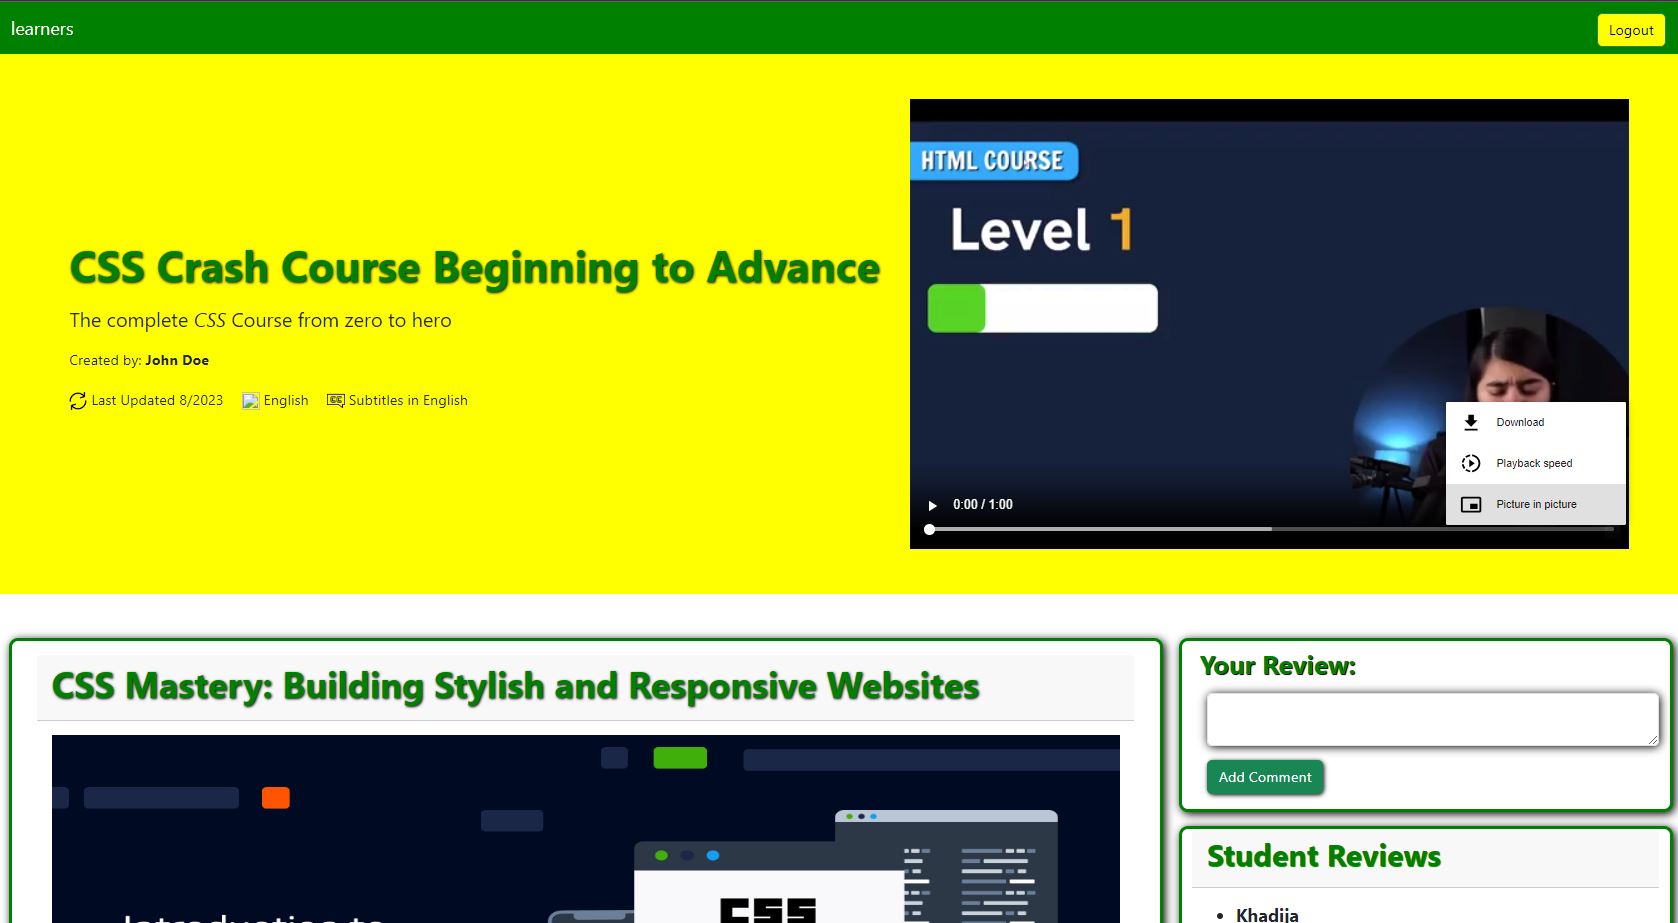 learners
Logout
HTML COURSE
Level 1
CSS Crash Course Beginning to Advance
The complete CSS Course from zero to hero
Created by: John Doe
Last Updated 8/2023 English CC Subtitles in English
Download
Playback speed
Picture in picture
0:00 / 1:00
CSS Mastery: Building Stylish and Responsive Websites
Introduction to
CSS
Your Review:
Add Comment
Student Reviews
Khadija